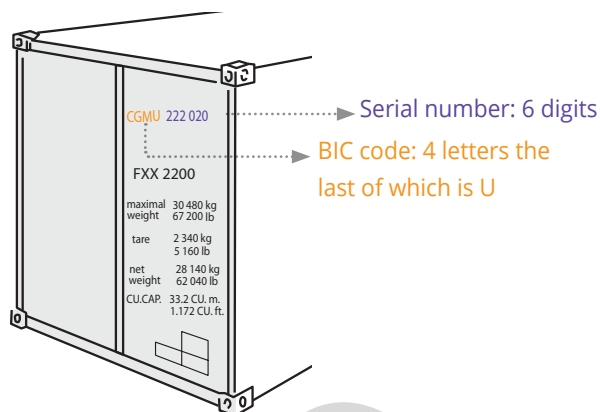 CGMU 222 020
Serial number: 6 digits
BIC code: 4 letters the
last of which is U
FXX 2200
maximal 30 480 kg
weight 67 200 lb
tare 2 340 kg
5 160 lb
net 28 140 kg
weight 62 040 lb
CU.CAP. 33.2 CU. m.
1.172 CU. ft.